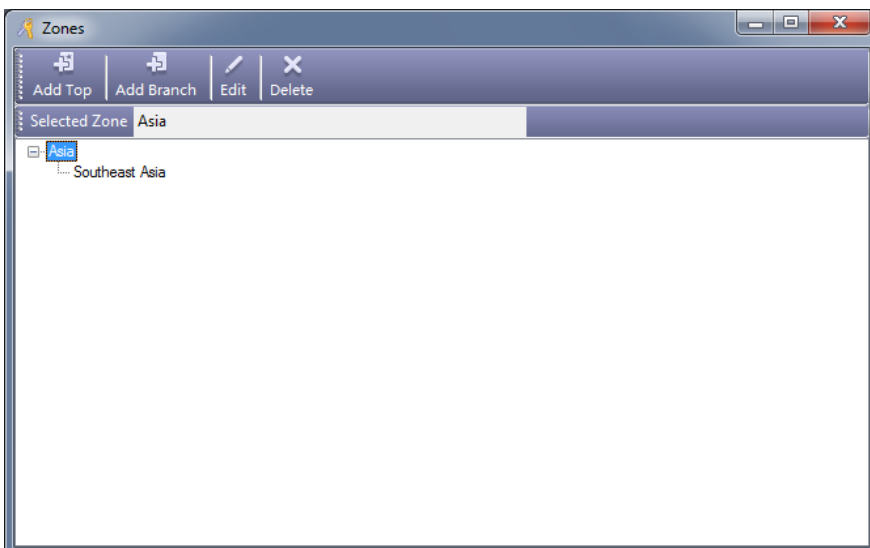 Zones
Add Top Add Branch Edit Delete
Selected Zone Asia
Asia
Southeast Asia